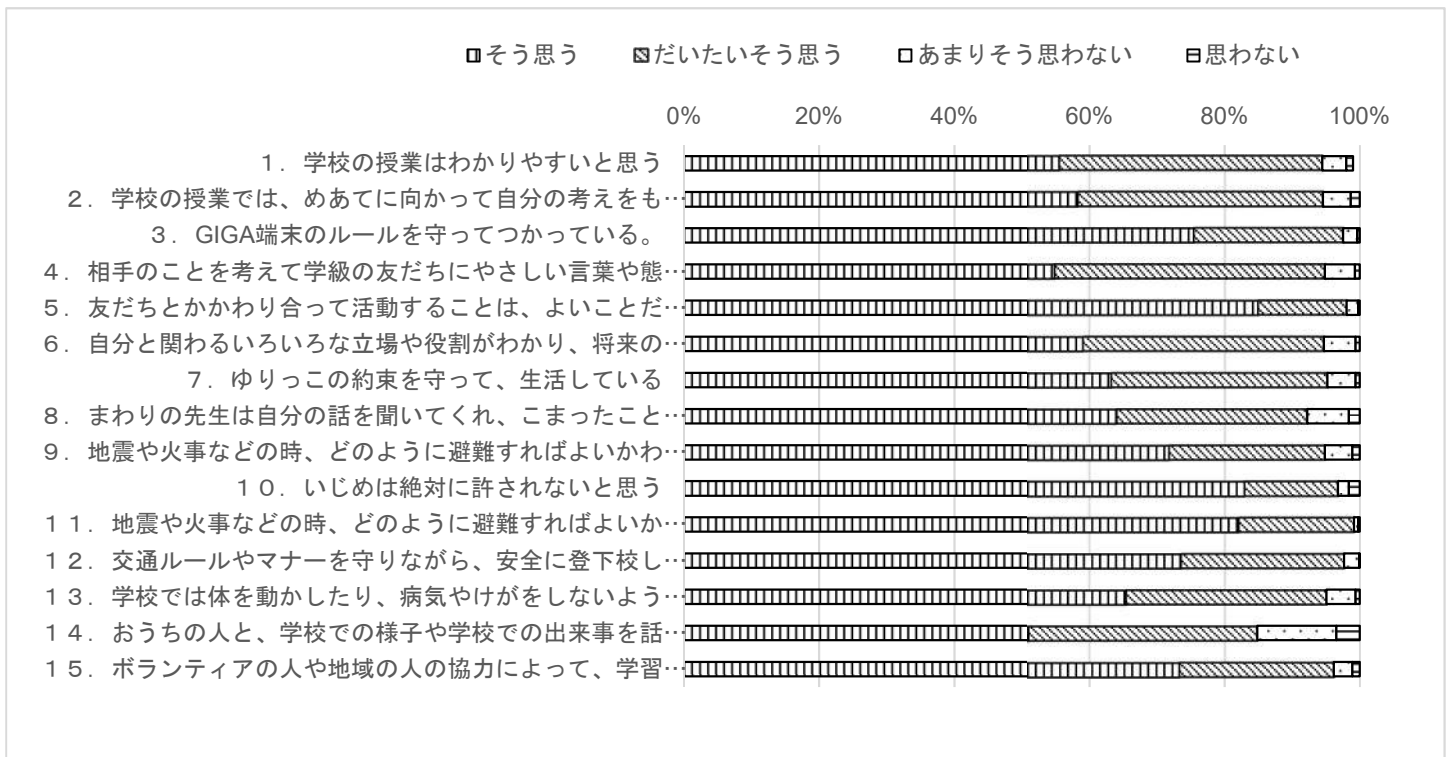 そう思う だいたいそう思う あまりそう思わない 思わない
0% 20% 40% 60% 80% 100%
１．学校の授業はわかりやすいと思う
２．学校の授業では、めあてに向かって自分の考えをも…
３．GIGA端末のルールを守ってつかっている。
４．相手のことを考えて学級の友だちにやさしい言葉や態…
５．友だちとかかわり合って活動することは、よいことだ…
６．自分と関わるいろいろな立場や役割がわかり、将来の…
７．ゆりっこの約束を守って、生活している
８．まわりの先生は自分の話を聞いてくれ、こまったこと…
９．地震や火事などの時、どのように避難すればよいかわ…
１０．いじめは絶対に許されないと思う
１１．地震や火事などの時、どのように避難すればよいか…
１２．交通ルールやマナーを守りながら、安全に登下校し…
１３．学校では体を動かしたり、病気やけがをしないよう…
１４．おうちの人と、学校での様子や学校での出来事を話…
１５．ボランティアの人や地域の人の協力によって、学習…